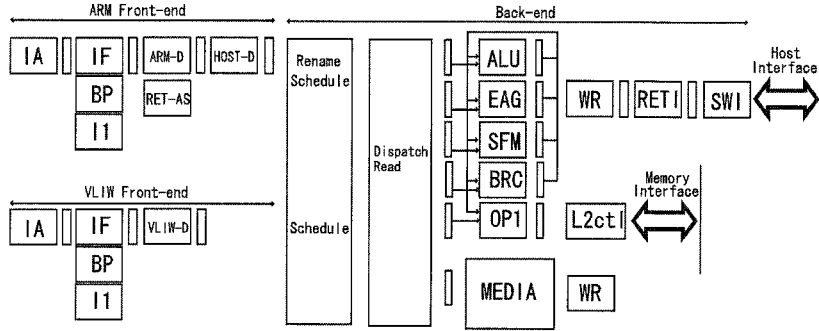 ARM Front-end
Back-end
IA
IF
ARM-D
HOST-D
BP
RET-AS
I1
Rename
Schedule
Dispatch
Read
ALU
EAG
SFM
BRC
OP1
WR
RETI
SWI
Host
Interface
VLIW Front-end
IA
IF
VLIW-D
BP
I1
Schedule
L2ctl
Memory
Interface
MEDIA
WR